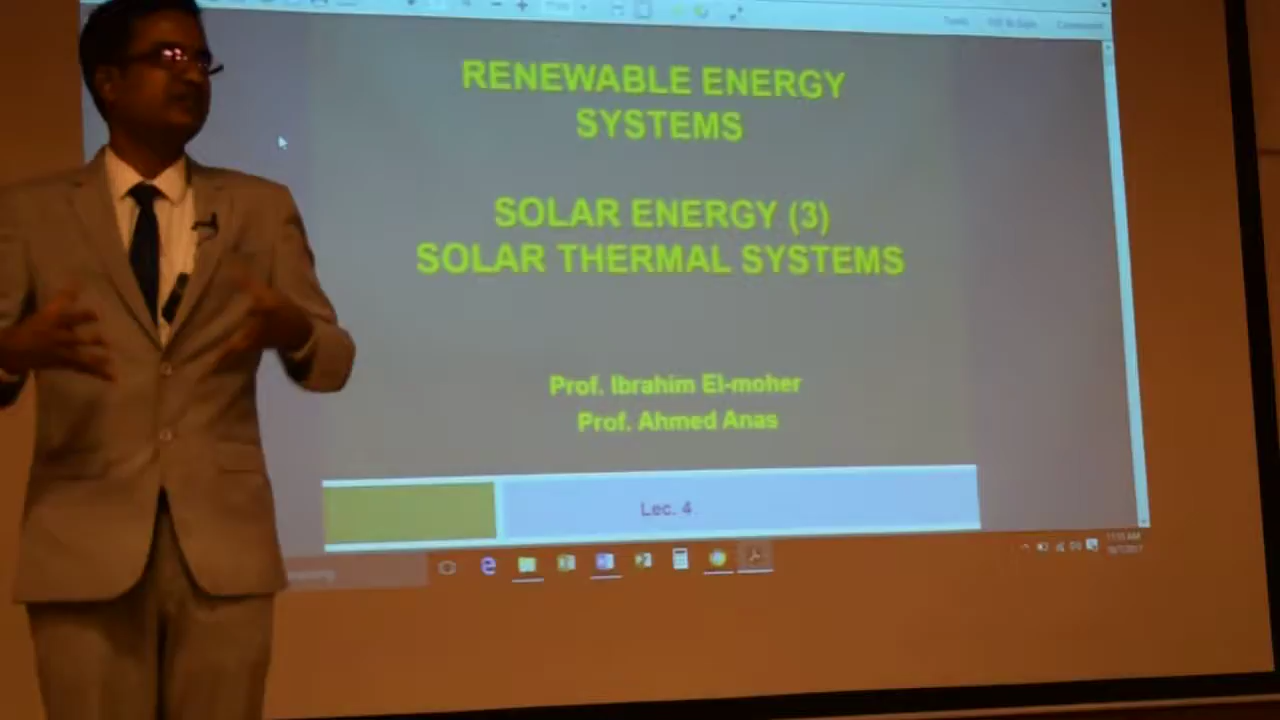 RENEWABLE ENERGY
SYSTEMS
SOLAR ENERGY (3)
SOLAR THERMAL SYSTEMS
Prof. Ibrahim El-moher
Prof. Ahmed Anas
Lec. 4